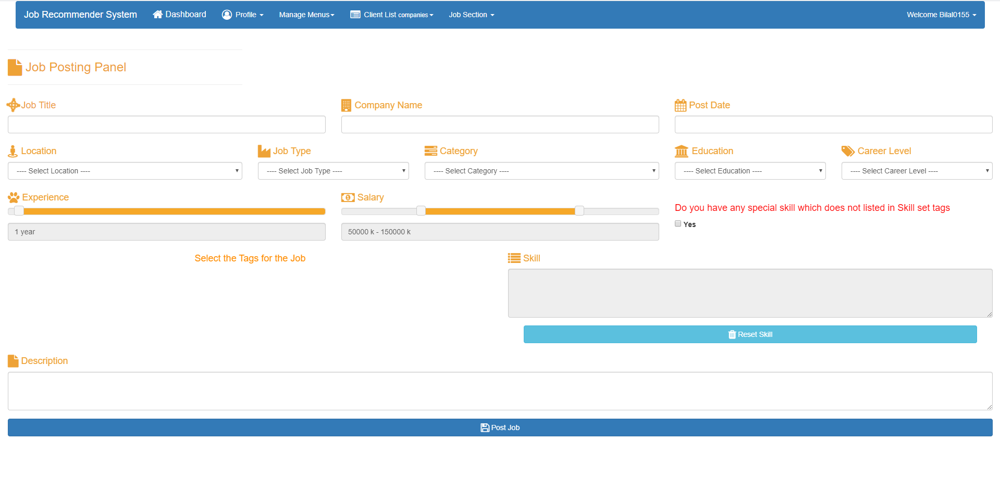 Job Recommender System Dashboard Profile Manage Menus Client List companies Job Section Welcome Bilal0155
Job Posting Panel
Job Title Company Name Post Date
Location Job Type Category Education Career Level
---- Select Location ---- ---- Select Job Type ---- ---- Select Category ---- ---- Select Education ---- ---- Select Career Level ----
Experience Salary
Do you have any special skill which does not listed in Skill set tags
Yes
1 year 50000 k - 150000 k
Select the Tags for the Job Skill
Reset Skill
Description
Post Job